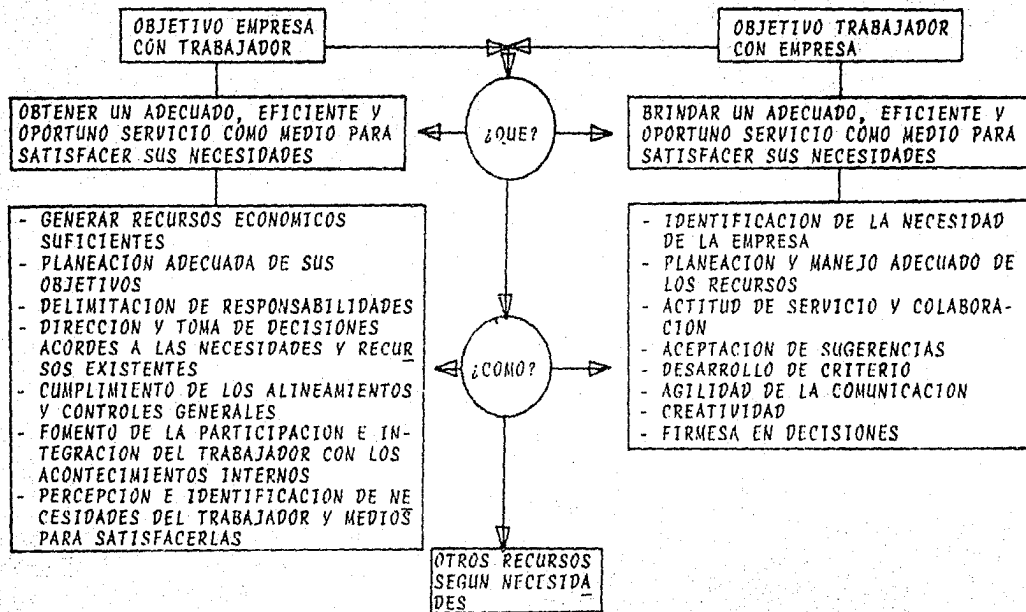 OBJETIVO EMPRESA
CON TRABAJADOR
OBJETIVO TRABAJADOR
CON EMPRESA
OBTENER UN ADECUADO, EFICIENTE Y
OPORTUNO SERVICIO COMO MEDIO PARA
SATISFACER SUS NECESIDADES
¿QUE?
BRINDAR UN ADECUADO, EFICIENTE Y
OPORTUNO SERVICIO COMO MEDIO PARA
SATISFACER SUS NECESIDADES
- GENERAR RECURSOS ECONOMICOS
SUFICIENTES
- PLANEACION ADECUADA DE SUS
OBJETIVOS
- DELIMITACION DE RESPONSABILIDADES
- DIRECCION Y TOMA DE DECISIONES
ACORDES A LAS NECESIDADES Y RECUR
SOS EXISTENTES
- CUMPLIMIENTO DE LOS ALINEAMIENTOS
Y CONTROLES GENERALES
- FOMENTO DE LA PARTICIPACION E IN-
TEGRACION DEL TRABAJADOR CON LOS
ACONTECIMIENTOS INTERNOS
- PERCEPCION E IDENTIFICACION DE NE
CESIDADES DEL TRABAJADOR Y MEDIOS
PARA SATISFACERLAS
¿COMO?
- IDENTIFICACION DE LA NECESIDAD
DE LA EMPRESA
- PLANEACION Y MANEJO ADECUADO DE
LOS RECURSOS
- ACTITUD DE SERVICIO Y COLABORA-
CION
- ACEPTACION DE SUGERENCIAS
- DESARROLLO DE CRITERIO
- AGILIDAD DE LA COMUNICACION
- CREATIVIDAD
- FIRMESA EN DECISIONES
OTROS RECURSOS
SEGUN NECESIDA
DES